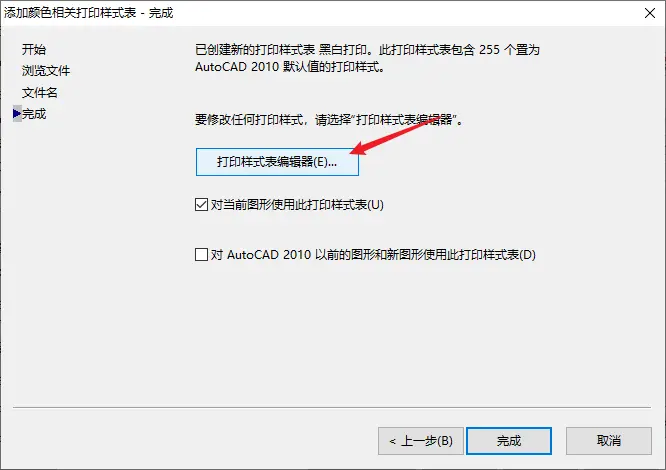 添加颜色相关打印样式表 - 完成
开始
浏览文件
文件名
完成
已创建新的打印样式表 黑白打印。此打印样式表包含 255 个置为
AutoCAD 2010 默认值的打印样式。
要修改任何打印样式，请选择“打印样式表编辑器”。
打印样式表编辑器(E)...
对当前图形使用此打印样式表(U)
对 AutoCAD 2010 以前的图形和新图形使用此打印样式表(D)
< 上一步(B)
完成
取消